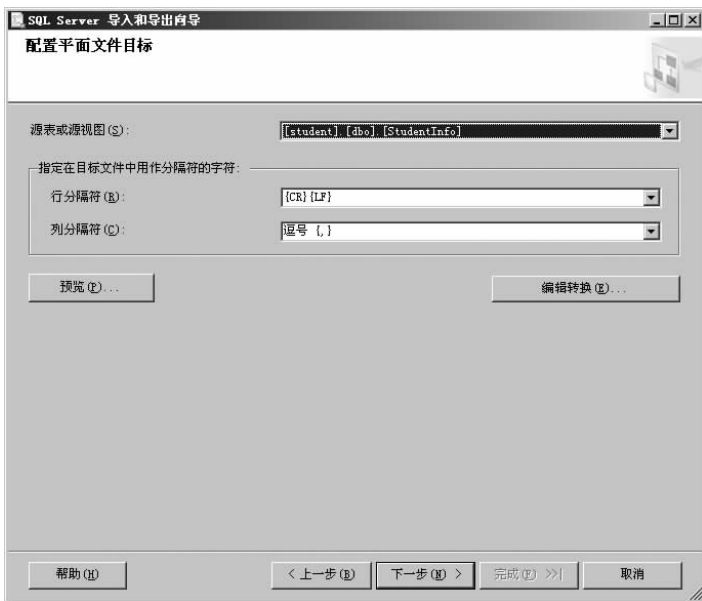 SQL Server 导入和导出向导
配置平面文件目标
源表或源视图(S):
[student].[dbo].[StudentInfo]
指定在目标文件中用作分隔符的字符:
行分隔符(R):
{CR}{LF}
列分隔符(C):
逗号 {,}
预览(P)...
编辑转换(E)...
帮助(H)
< 上一步(B)
下一步(N) >
完成(F) >>|
取消